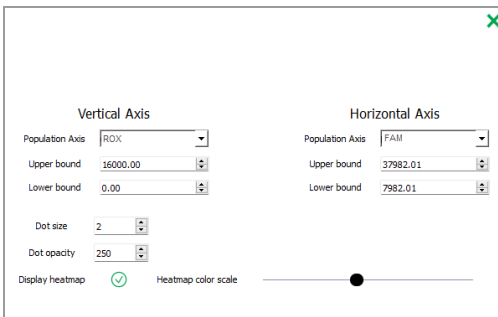 Vertical Axis Horizontal Axis
Population Axis ROX Population Axis FAM
Upper bound 16000.00 Upper bound 37982.01
Lower bound 0.00 Lower bound 7982.01
Dot size 2
Dot opacity 250
Display heatmap Heatmap color scale